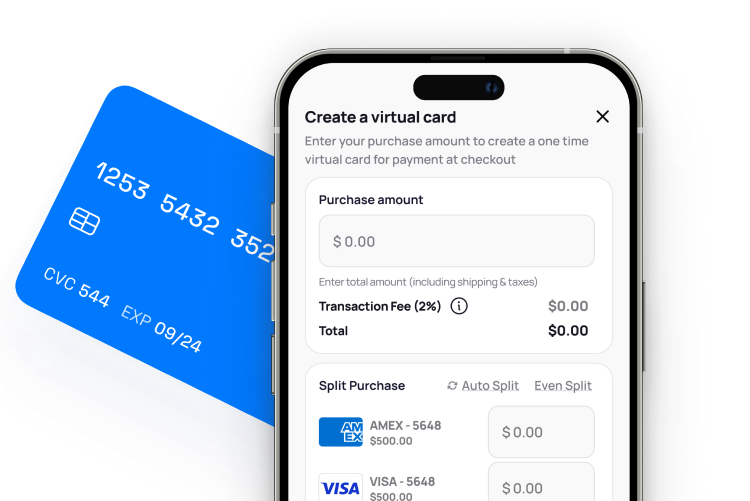 1253 5432 352
CVC 544 EXP 09/24
Create a virtual card
Enter your purchase amount to create a one time
virtual card for payment at checkout
Purchase amount
$ 0.00
Enter total amount (including shipping & taxes)
Transaction Fee (2%) $0.00
Total $0.00
Split Purchase Auto Split Even Split
AM
EX
AMEX - 5648
$500.00
$ 0.00
VISA
VISA - 5648
$500.00
$ 0.00